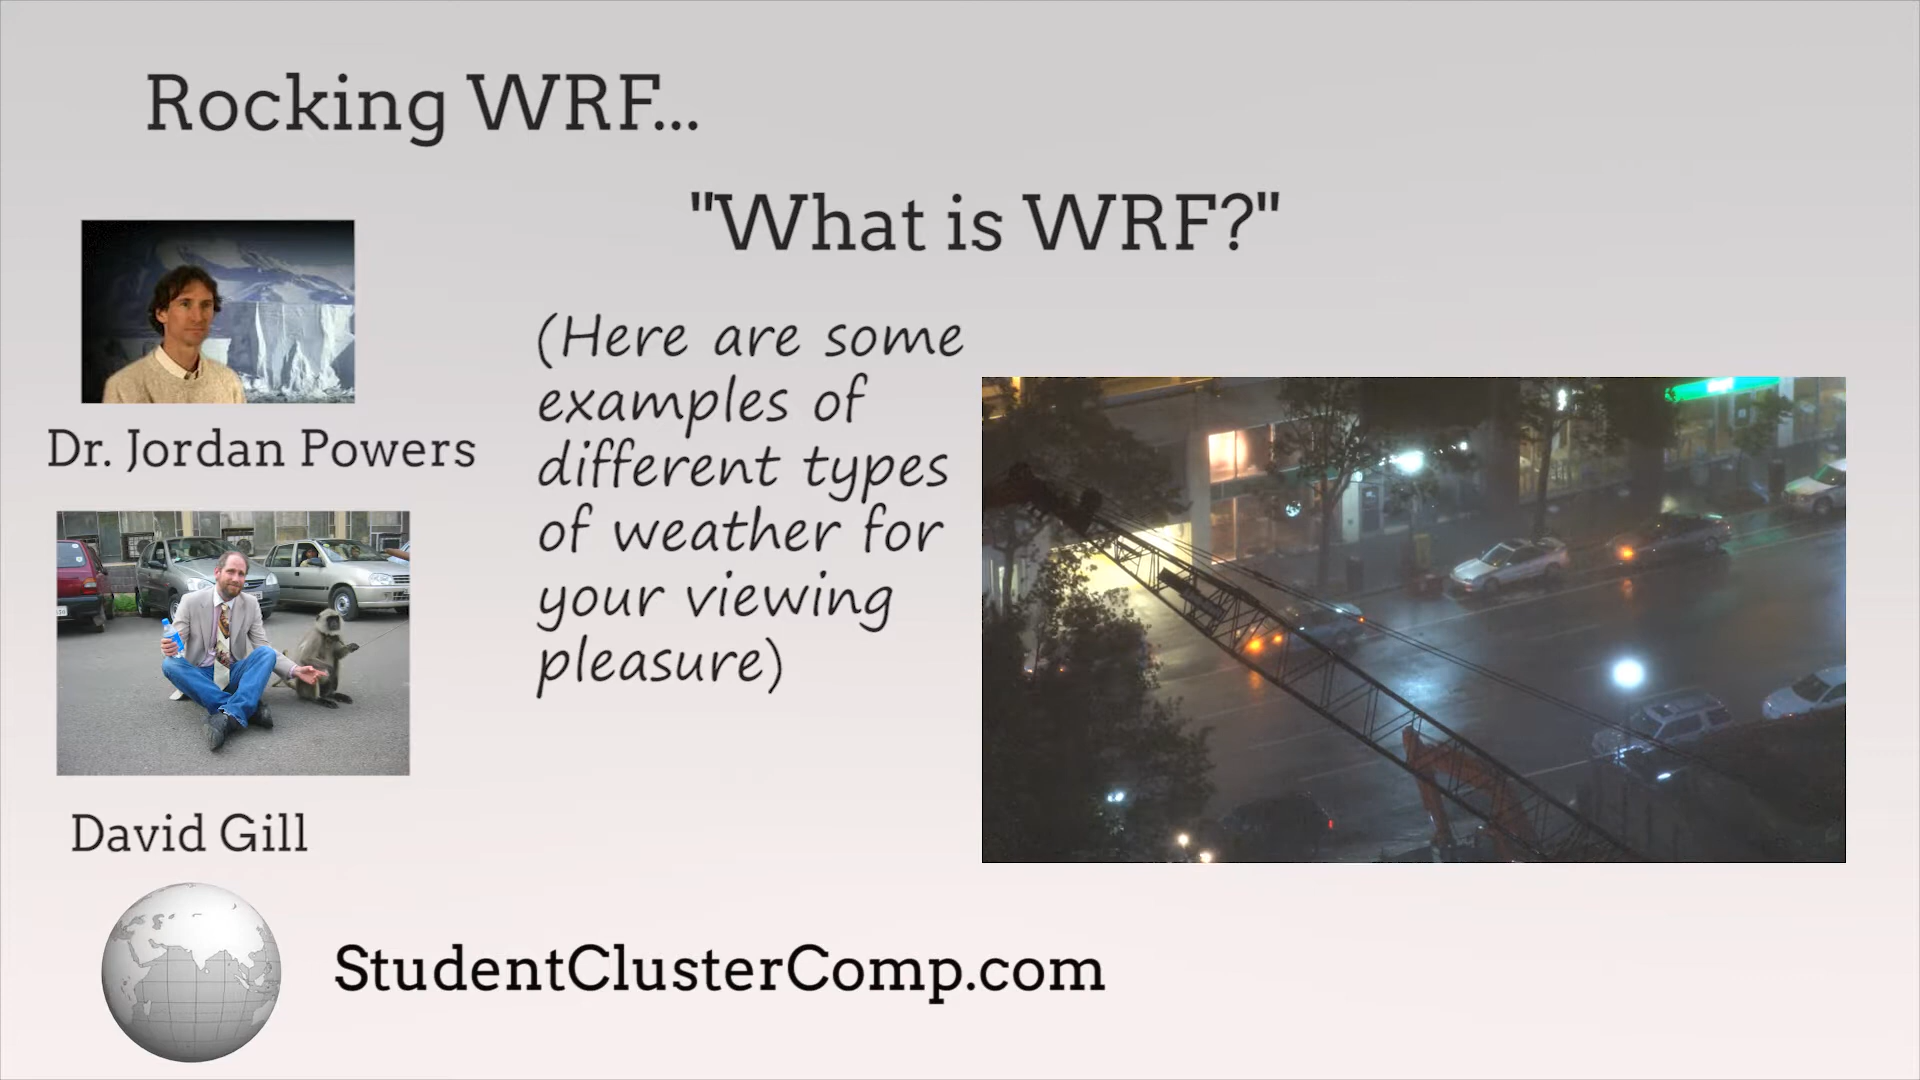 Rocking WRF...
"What is WRF?"
(Here are some
examples of
different types
of weather for
your viewing
pleasure)
Dr. Jordan Powers
David Gill
StudentClusterComp.com